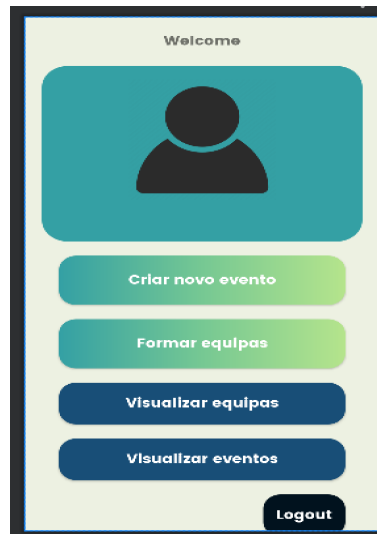 Welcome
Criar novo evento
Formar equipas
Visualizar equipas
Visualizar eventos
Logout